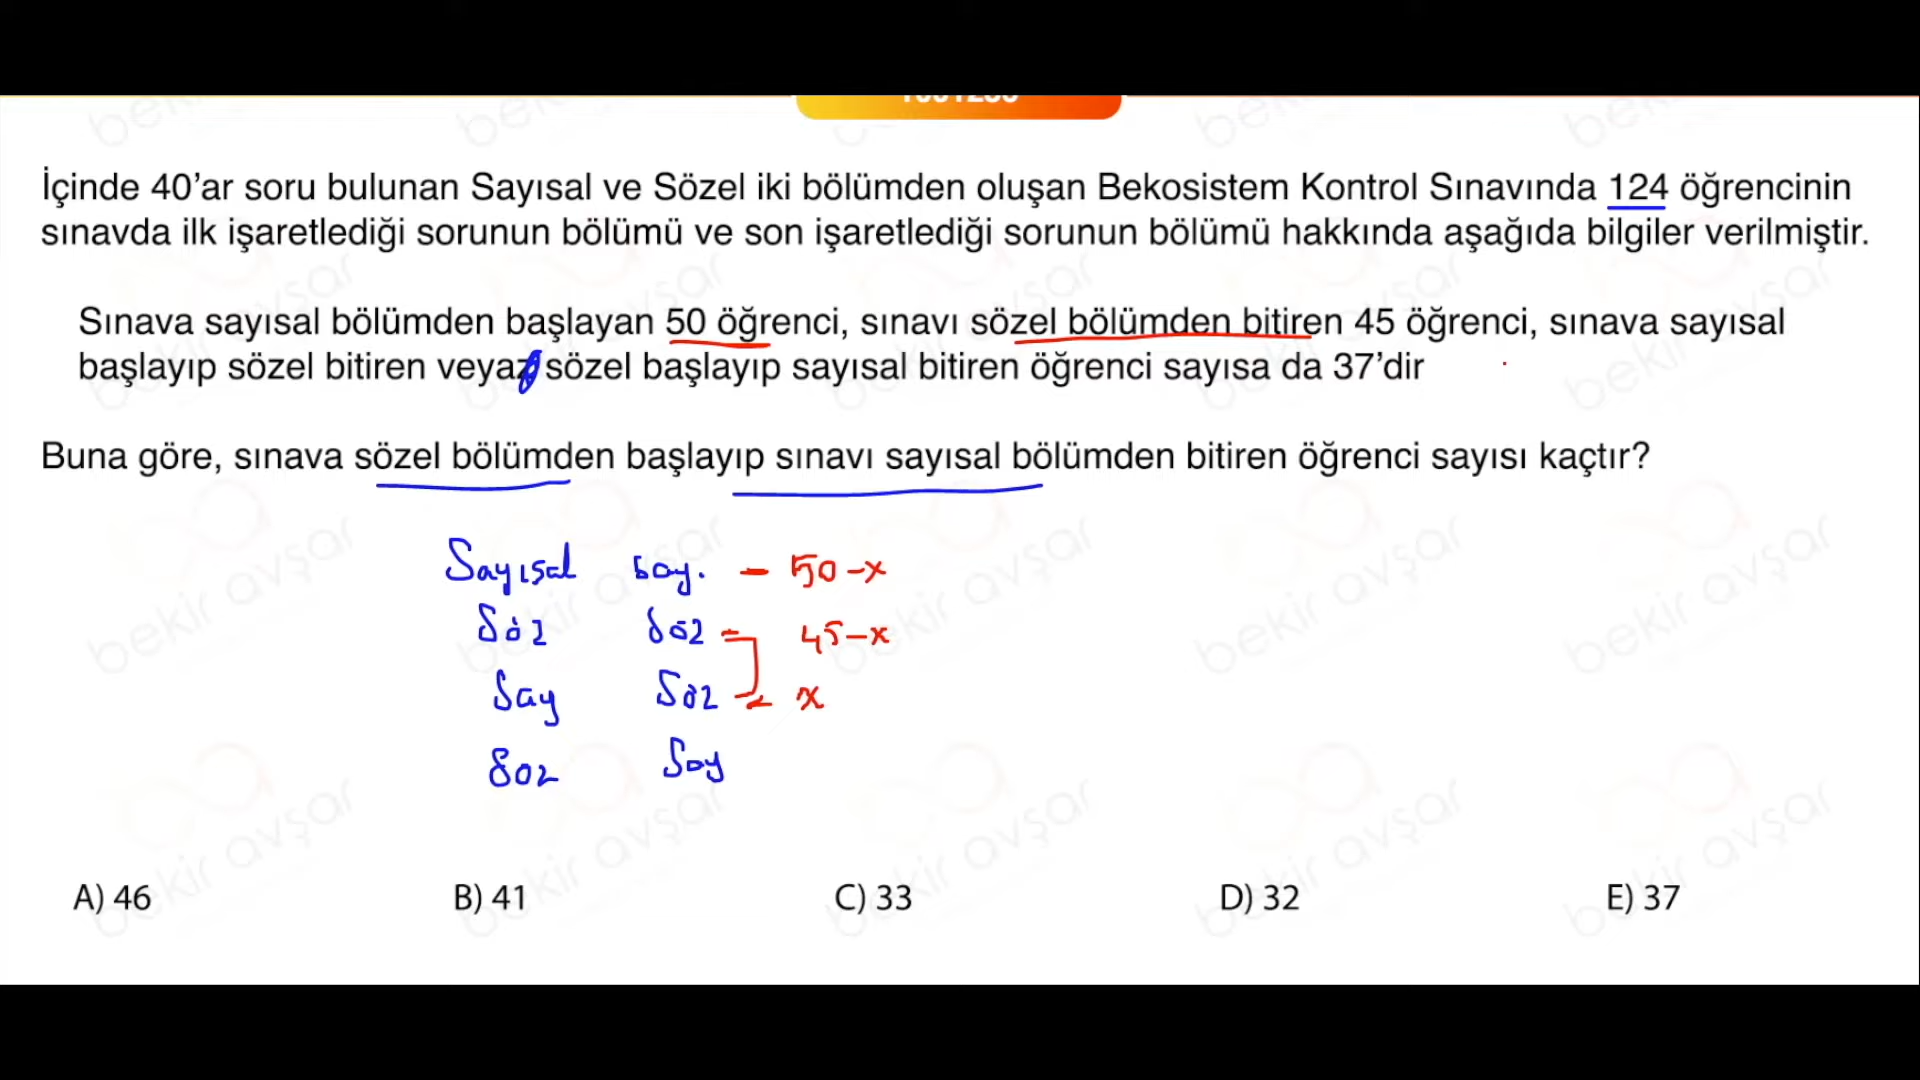 İçinde 40’ar soru bulunan Sayısal ve Sözel iki bölümden oluşan Bekosistem Kontrol Sınavında 124 öğrencinin
sınavda ilk işaretlediği sorunun bölümü ve son işaretlediği sorunun bölümü hakkında aşağıda bilgiler verilmiştir.
Sınava sayısal bölümden başlayan 50 öğrenci, sınavı sözel bölümden bitiren 45 öğrenci, sınava sayısal
başlayıp sözel bitiren veya sözel başlayıp sayısal bitiren öğrenci sayısa da 37’dir
Buna göre, sınava sözel bölümden başlayıp sınavı sayısal bölümden bitiren öğrenci sayısı kaçtır?
Sayısal say. - 50-x
Söz Söz - 45-x
Say Söz - x
Söz Say
A) 46 B) 41 C) 33 D) 32 E) 37
bekir avşar